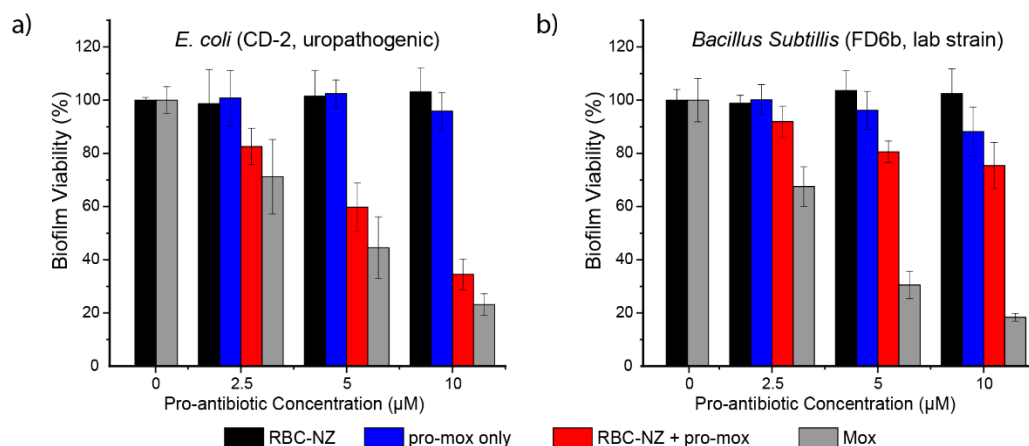 a)
E. coli (CD-2, uropathogenic)
Biofilm Viability (%)
120
100
80
60
40
20
0
0 2.5 5 10
Pro-antibiotic Concentration (µM)
b)
Bacillus Subtillis (FD6b, lab strain)
Biofilm Viability (%)
120
100
80
60
40
20
0
0 2.5 5 10
Pro-antibiotic Concentration (µM)
RBC-NZ pro-mox only RBC-NZ + pro-mox Mox